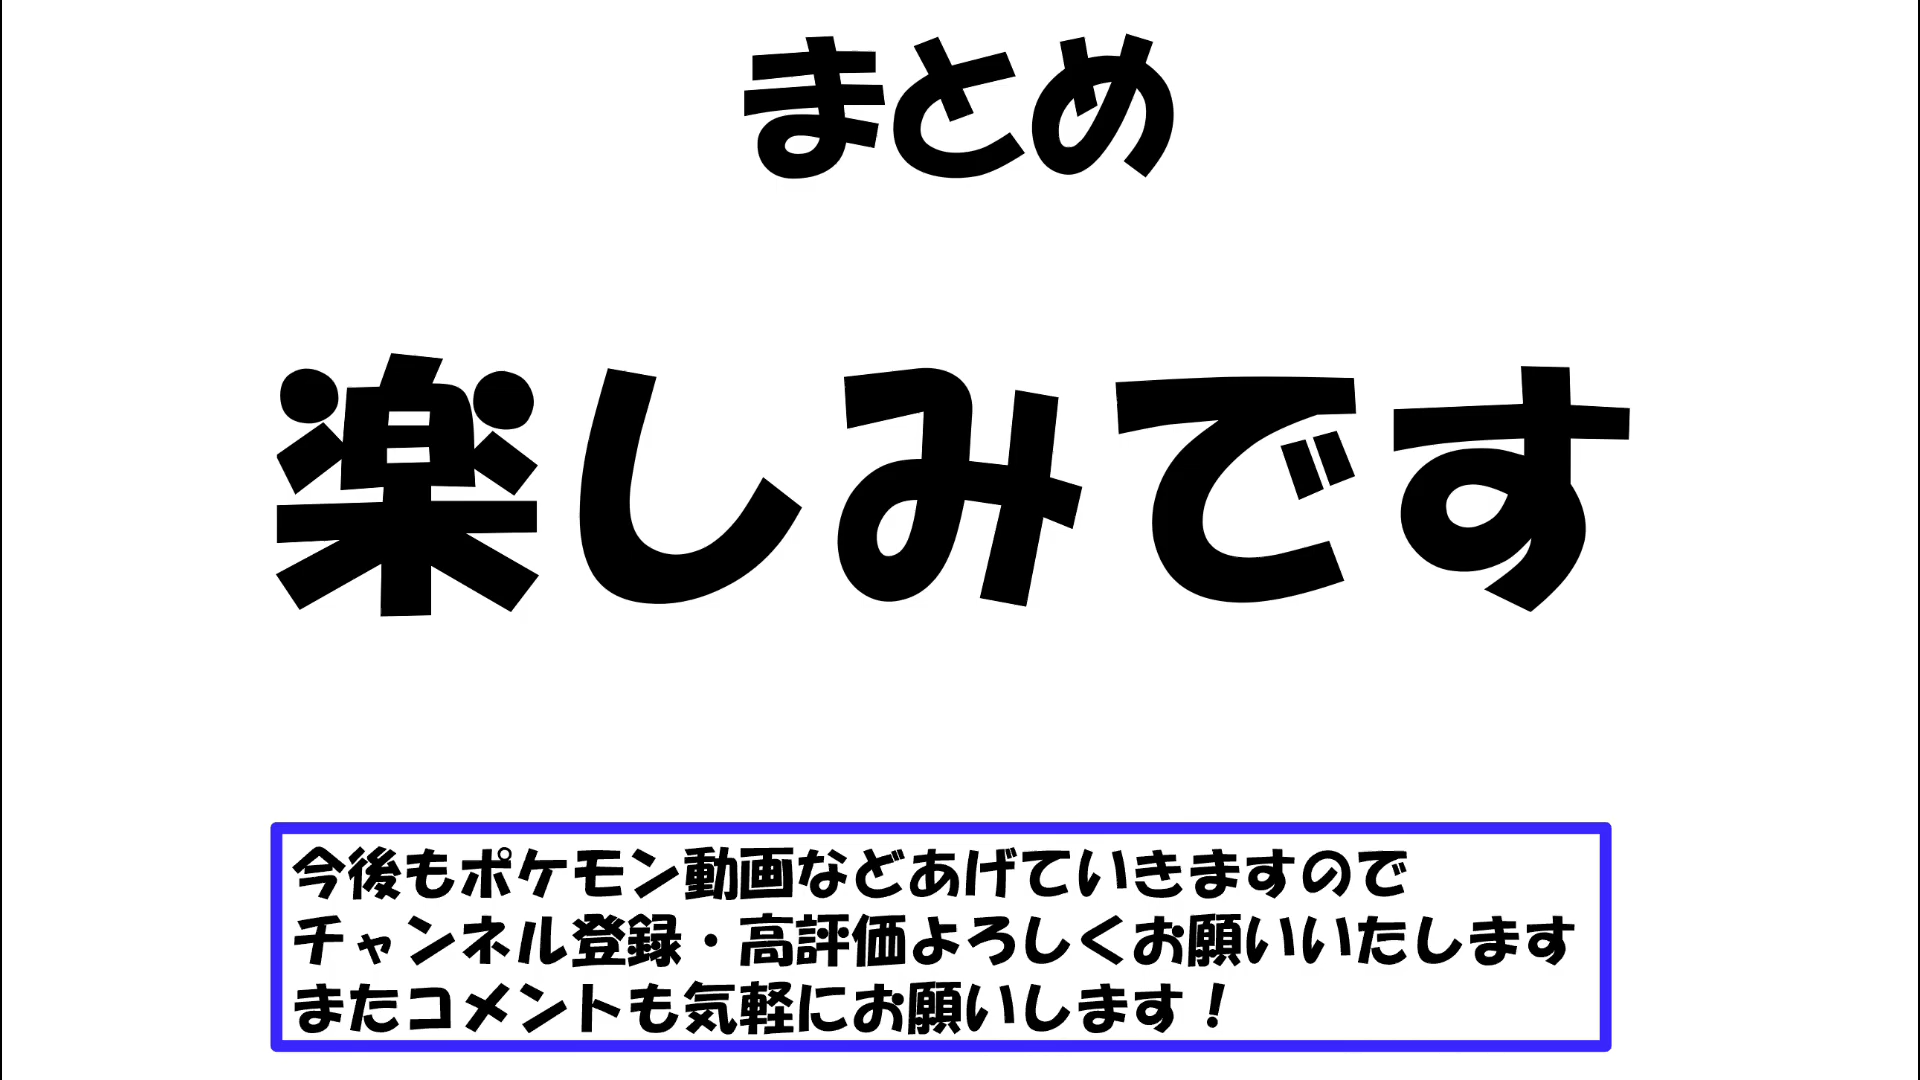 まとめ
楽しみです
今後もポケモン動画などあげていきますので
チャンネル登録・高評価よろしくお願いいたします
またコメントも気軽にお願いします！